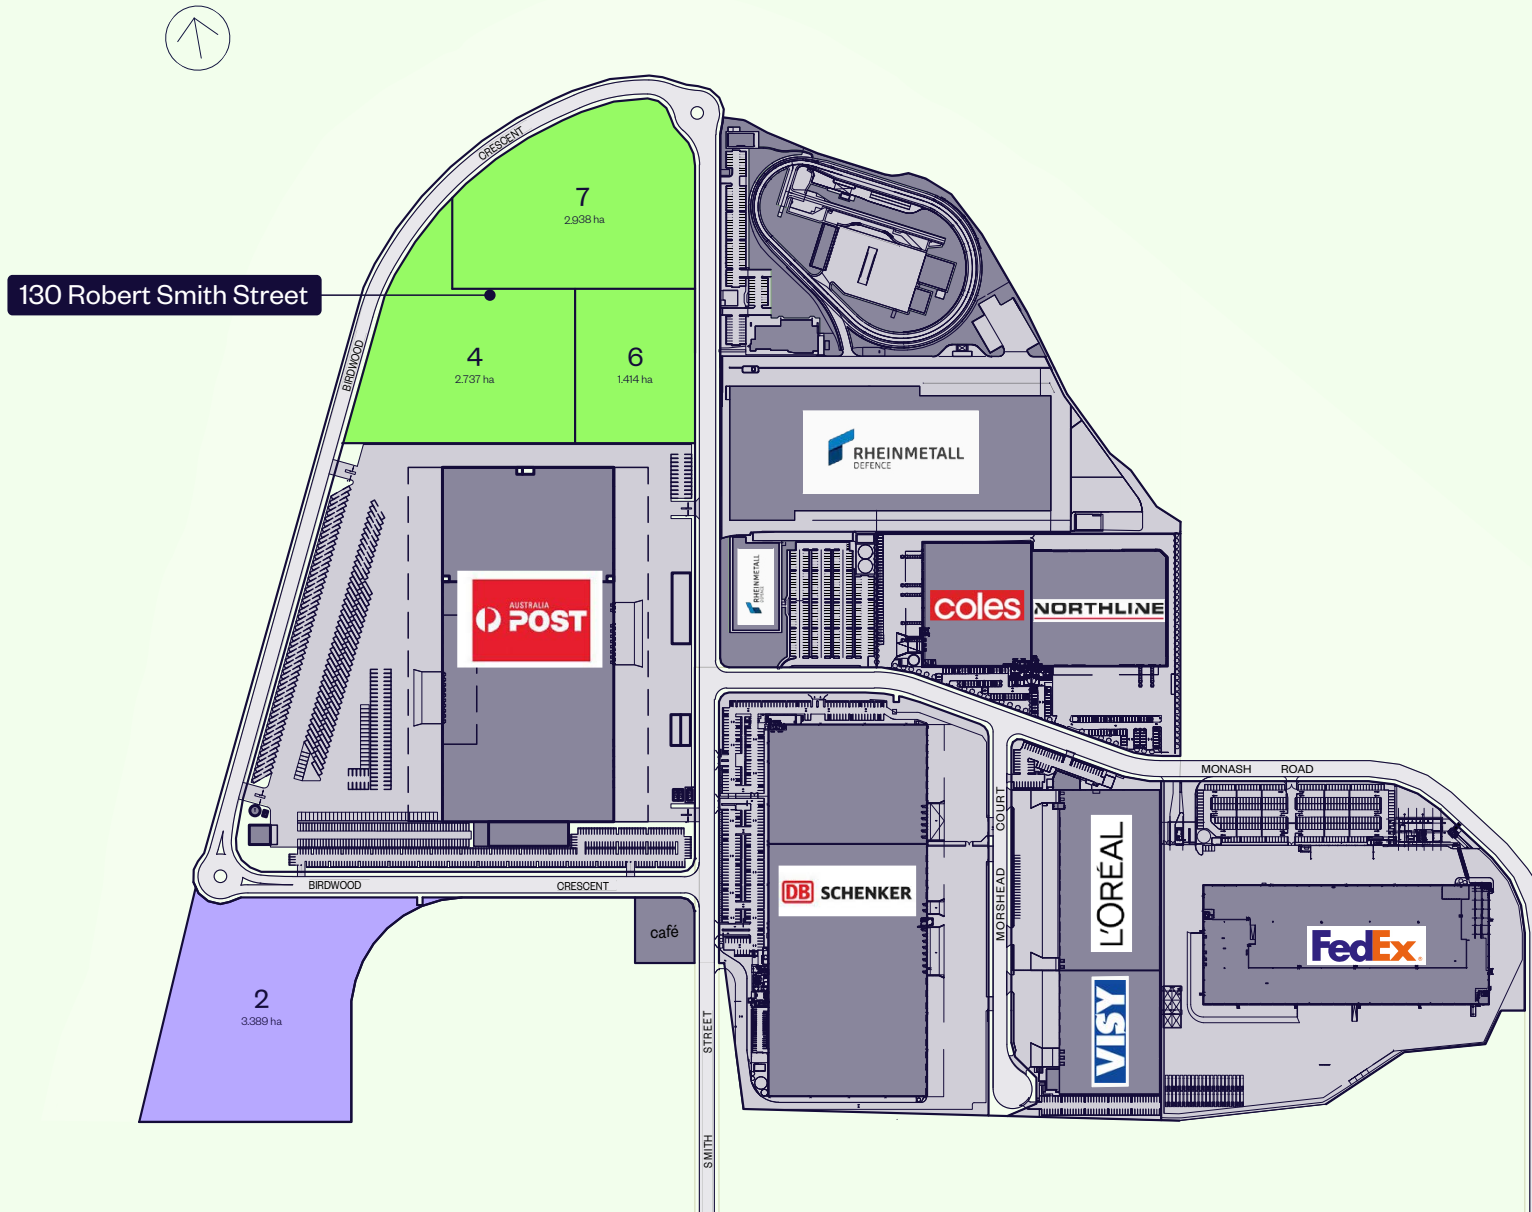 CRESCENT
7
2.938 ha
130 Robert Smith Street
BIRDWOOD
4
2.737 ha
6
1.414 ha
RHEINMETALL
DEFENCE
RHEINMETALL
DEFENCE
AUSTRALIA
POST
coles
NORTHLINE
MONASH ROAD
MORSHEAD COURT
L'ORÉAL
DB SCHENKER
BIRDWOOD CRESCENT
café
FedEx
2
3.389 ha
VISY
SMITH STREET